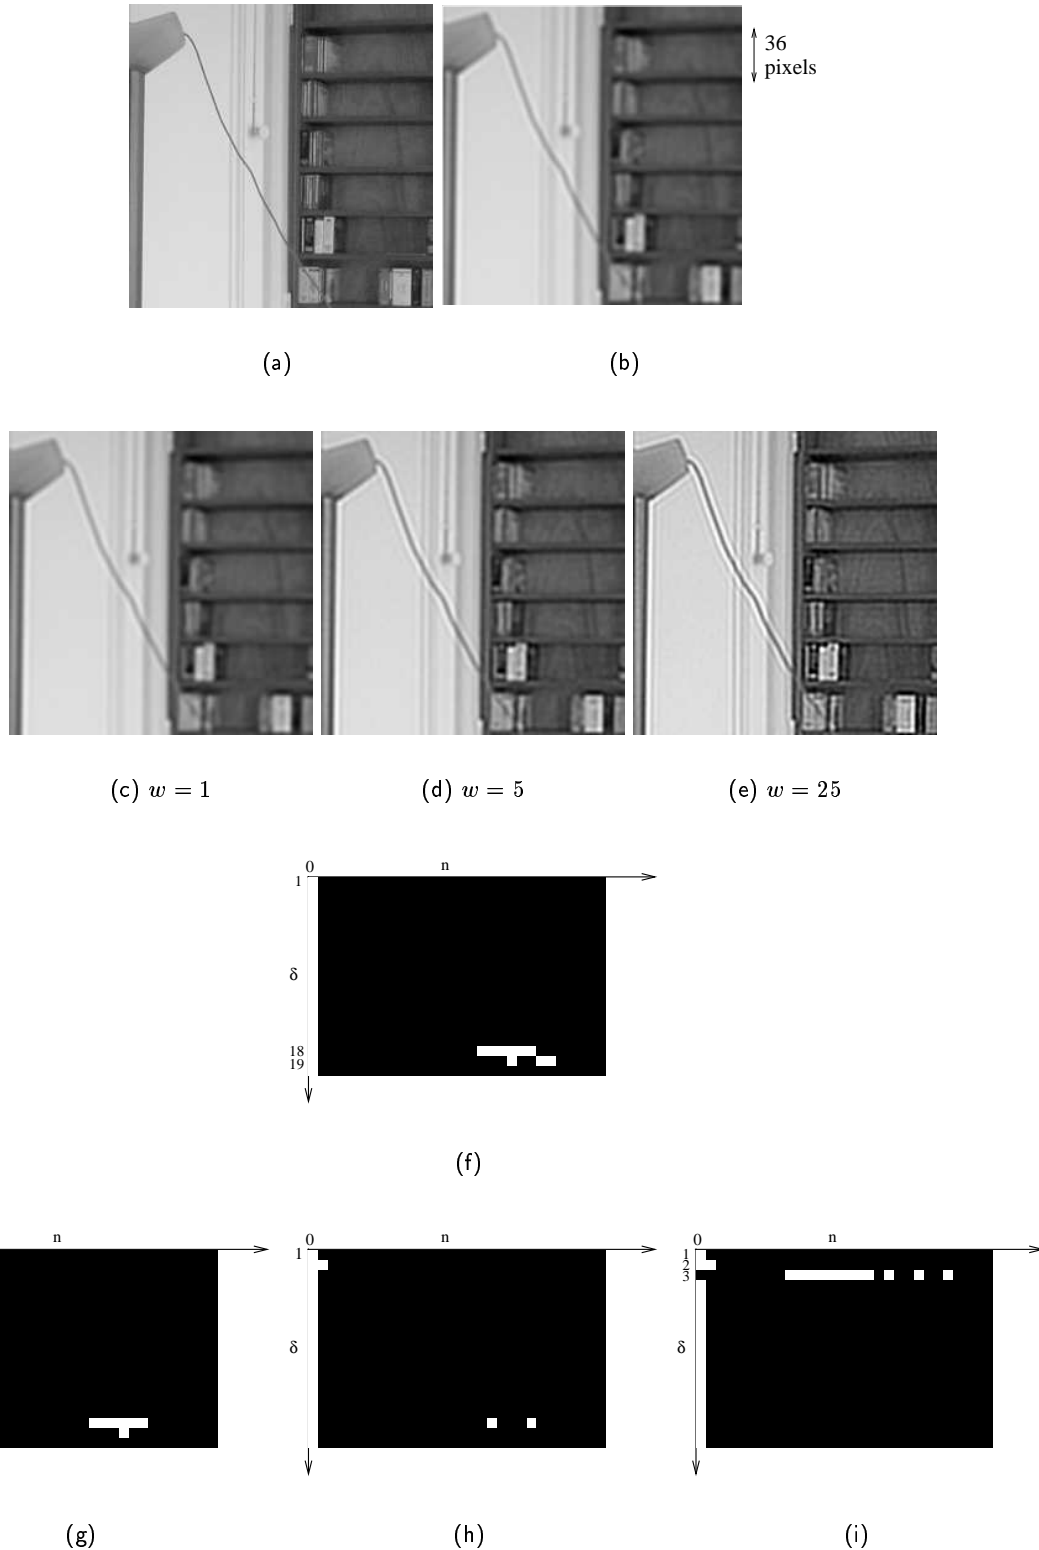 36
pixels
(a)
(b)
(c) w = 1
(d) w = 5
(e) w = 25
0
n
1
δ
18
19
(f)
n
0
n
0
n
1
1
2
3
δ
δ
(g)
(h)
(i)